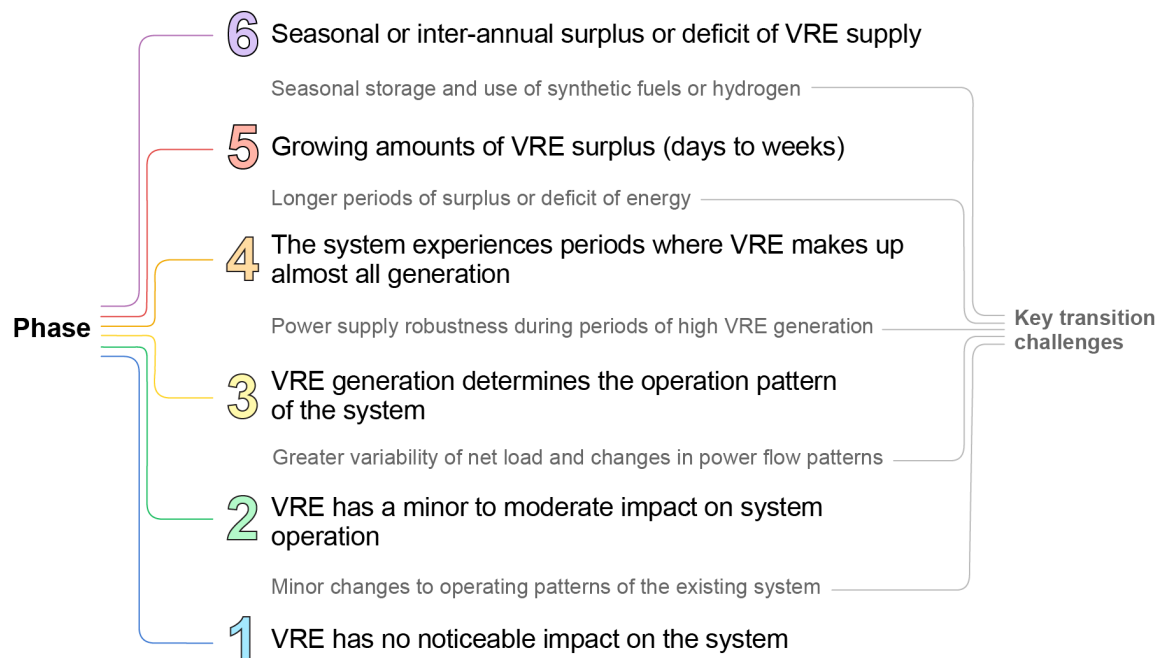 6 Seasonal or inter-annual surplus or deficit of VRE supply
Seasonal storage and use of synthetic fuels or hydrogen
5 Growing amounts of VRE surplus (days to weeks)
Longer periods of surplus or deficit of energy
4 The system experiences periods where VRE makes up
almost all generation
Phase
Power supply robustness during periods of high VRE generation
Key transition
challenges
3 VRE generation determines the operation pattern
of the system
Greater variability of net load and changes in power flow patterns
2 VRE has a minor to moderate impact on system
operation
Minor changes to operating patterns of the existing system
1 VRE has no noticeable impact on the system